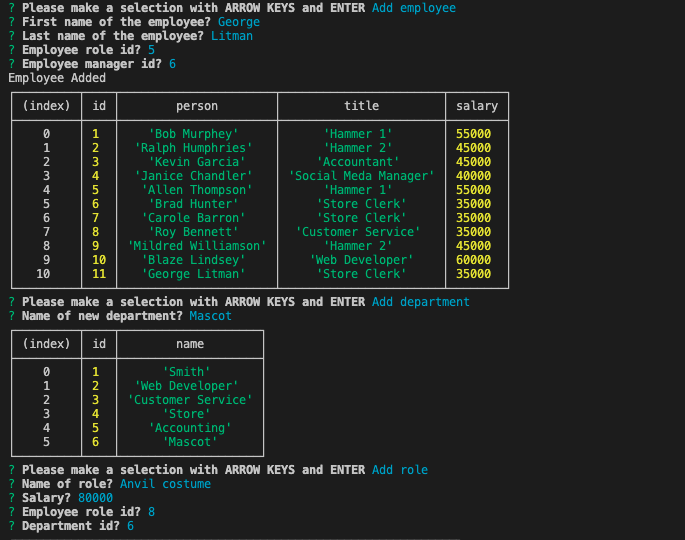 ? Please make a selection with ARROW KEYS and ENTER Add employee
? First name of the employee? George
? Last name of the employee? Litman
? Employee role id? 5
? Employee manager id? 6
Employee Added
(index) id person title salary
0 1 'Bob Murphey' 'Hammer 1' 55000
1 2 'Ralph Humphries' 'Hammer 2' 45000
2 3 'Kevin Garcia' 'Accountant' 45000
3 4 'Janice Chandler' 'Social Meda Manager' 40000
4 5 'Allen Thompson' 'Hammer 1' 55000
5 6 'Brad Hunter' 'Store Clerk' 35000
6 7 'Carole Barron' 'Store Clerk' 35000
7 8 'Roy Bennett' 'Customer Service' 35000
8 9 'Mildred Williamson' 'Hammer 2' 45000
9 10 'Blaze Lindsey' 'Web Developer' 60000
10 11 'George Litman' 'Store Clerk' 35000
? Please make a selection with ARROW KEYS and ENTER Add department
? Name of new department? Mascot
(index) id name
0 1 'Smith'
1 2 'Web Developer'
2 3 'Customer Service'
3 4 'Store'
4 5 'Accounting'
5 6 'Mascot'
? Please make a selection with ARROW KEYS and ENTER Add role
? Name of role? Anvil costume
? Salary? 80000
? Employee role id? 8
? Department id? 6